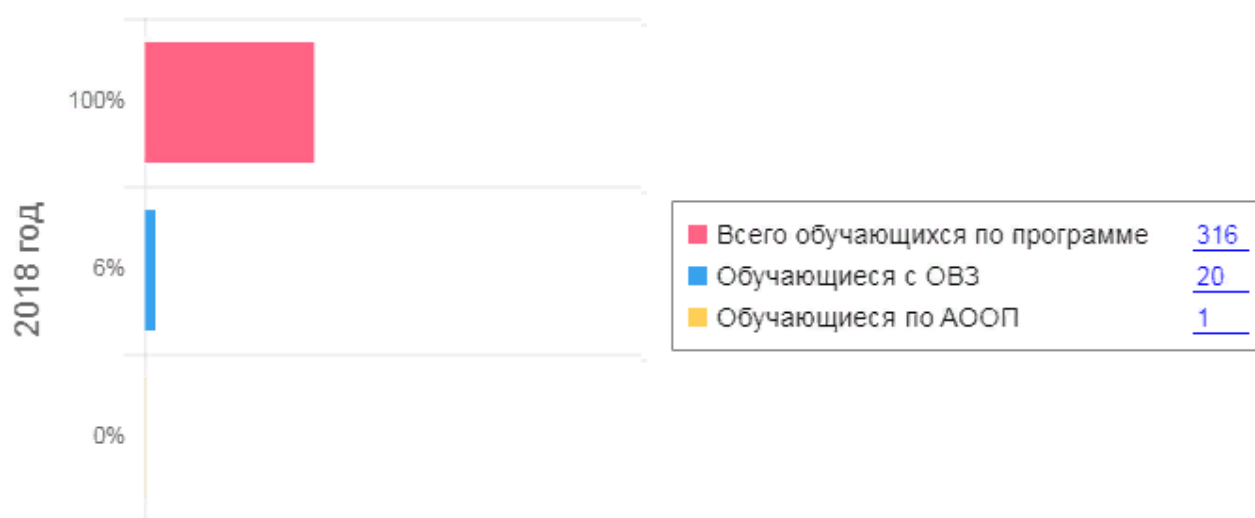 2018 год
100%
6%
0%
Всего обучающихся по программе 316
Обучающиеся с ОВЗ 20
Обучающиеся по АООП 1